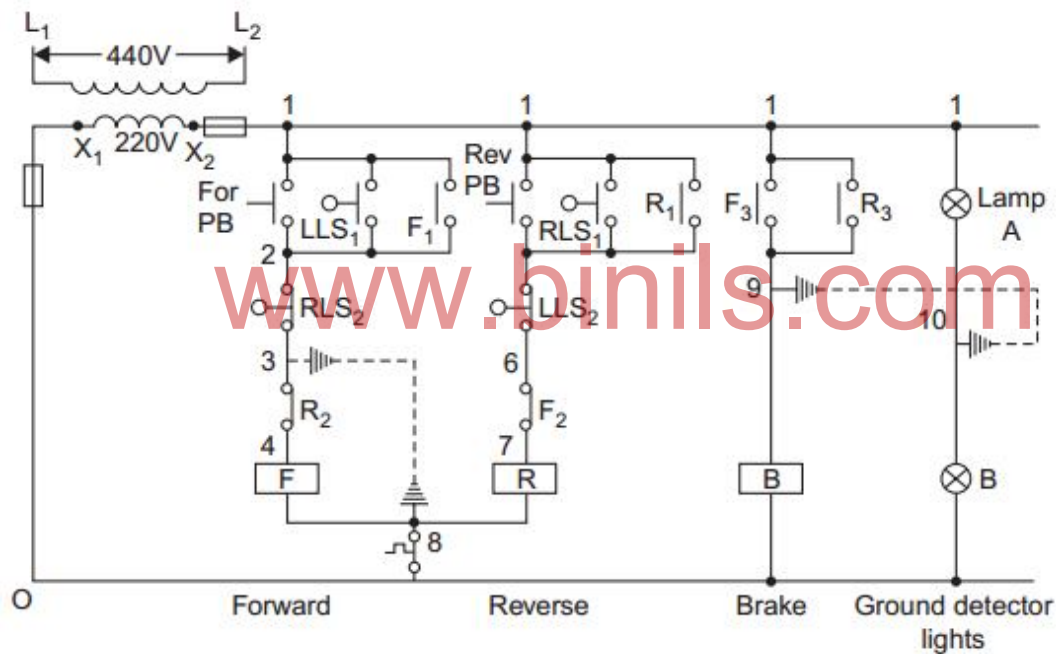 L₁ L₂
440V
X₁ 220V X₂
1 1 1 1
For PB
LLS₁
F₁
Rev PB
RLS₁
R₁
F₃
R₃
Lamp A
2
RLS₂
LLS₂
9
10
www.binils.com
3
6
R₂
F₂
4
7
F
R
B
B
8
O
Forward Reverse Brake Ground detector lights